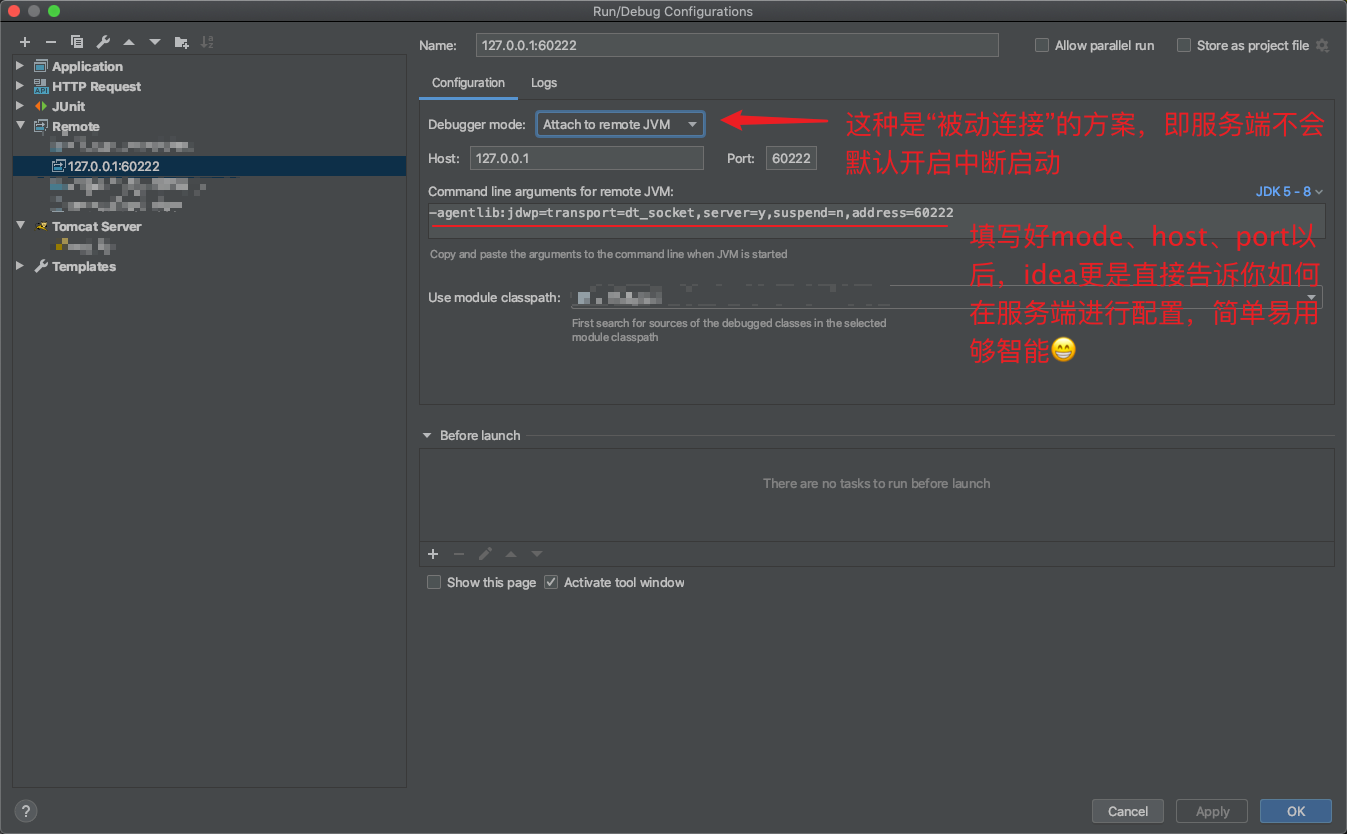 Run/Debug Configurations
Application
HTTP Request
JUnit
Remote
127.0.0.1:60222
Tomcat Server
Templates
Name: 127.0.0.1:60222
Allow parallel run
Store as project file
Configuration
Logs
Debugger mode: Attach to remote JVM
这种是“被动连接”的方案，即服务端不会
默认开启中断启动
Host: 127.0.0.1
Port: 60222
Command line arguments for remote JVM:
JDK 5 - 8
-agentlib:jdwp=transport=dt_socket,server=y,suspend=n,address=60222
Copy and paste the arguments to the command line when JVM is started
填写好mode、host、port以
后，idea更是直接告诉你如何
在服务端进行配置，简单易用
够智能😁
Use module classpath:
First search for sources of the debugged classes in the selected
module classpath
Before launch
There are no tasks to run before launch
Show this page
Activate tool window
?
Cancel
Apply
OK